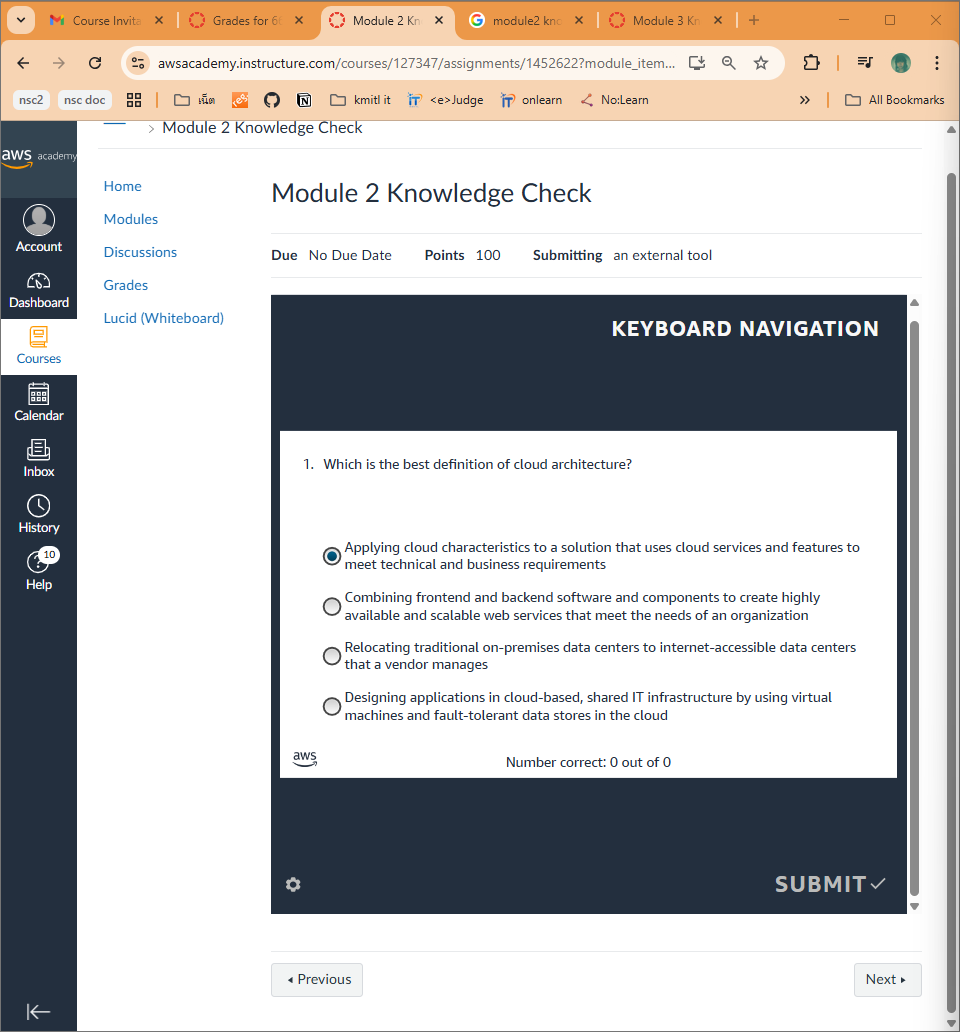 Course Invita
Grades for 66
Module 2 Kn
module2 kno
Module 3 Kn
awsacademy.instructure.com/courses/127347/assignments/1452622?module_item...
nsc2
nsc doc
เน็ต
kmitl it
<e>Judge
onlearn
No:Learn
»
All Bookmarks
Module 2 Knowledge Check
aws academy
Account
Dashboard
Courses
Calendar
Inbox
History
10
Help
Home
Modules
Discussions
Grades
Lucid (Whiteboard)
Module 2 Knowledge Check
Due No Due Date Points 100 Submitting an external tool
KEYBOARD NAVIGATION
1. Which is the best definition of cloud architecture?
Applying cloud characteristics to a solution that uses cloud services and features to
meet technical and business requirements
Combining frontend and backend software and components to create highly
available and scalable web services that meet the needs of an organization
Relocating traditional on-premises data centers to internet-accessible data centers
that a vendor manages
Designing applications in cloud-based, shared IT infrastructure by using virtual
machines and fault-tolerant data stores in the cloud
aws
Number correct: 0 out of 0
SUBMIT
Previous
Next